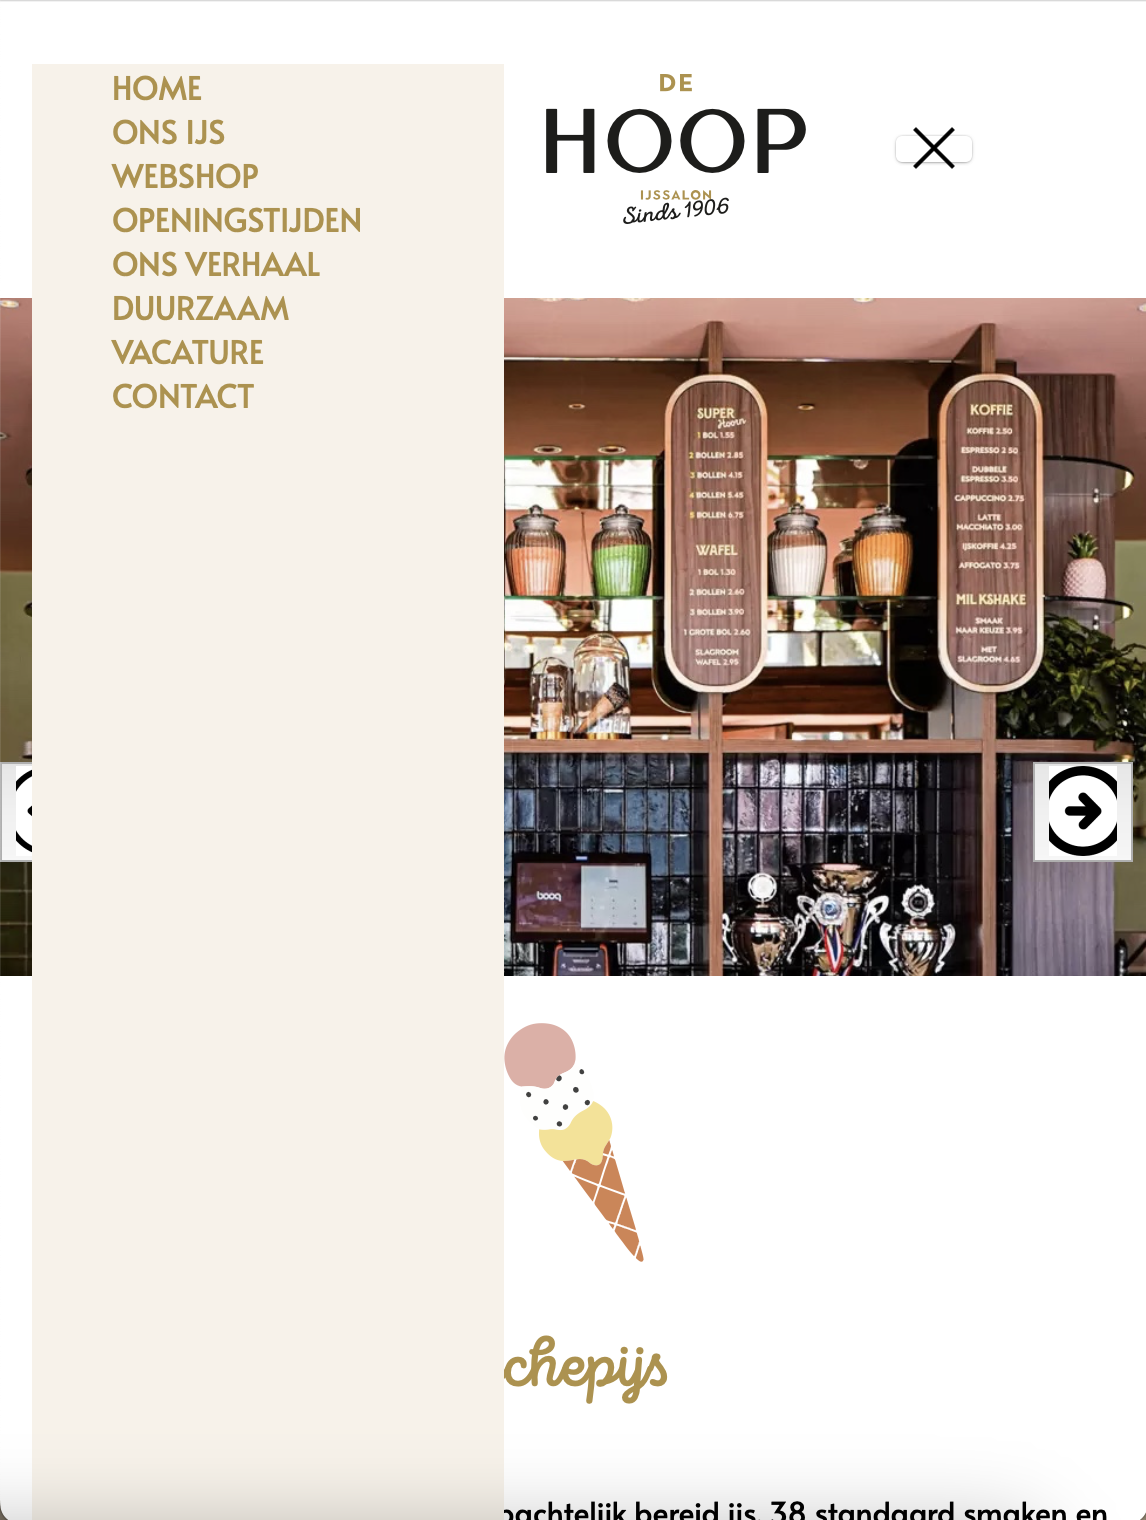 HOME
ONS IJS
WEBSHOP
OPENINGSTIJDEN
ONS VERHAAL
DUURZAAM
VACATURE
CONTACT
DE
HOOP
IJSSALON
Sinds 1906
SUPER
Hoorn
1 BOL 1.55
2 BOLLEN 2.85
3 BOLLEN 4.15
4 BOLLEN 5.45
5 BOLLEN 6.75
WAFEL
1 BOL 1.30
2 BOLLEN 2.60
3 BOLLEN 3.90
1 GROTE BOL 2.60
SLAGROOM
WAFEL 2.95
KOFFIE
KOFFIE 2.50
ESPRESSO 2.50
DUBBELE
ESPRESSO 3.50
CAPPUCCINO 2.75
LATTE
MACCHIATO 3.00
IJSKOFFIE 4.25
AFFOGATO 3.75
MILKSHAKE
SMAAK
NAAR KEUZE 3.95
MET
SLAGROOM 4.65
booq
chepijs
bachtelijk bereid ijs. 38 standaard smaken en